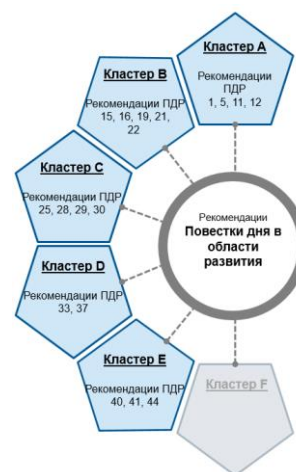 Кластер A
Рекомендации
ПДР
1, 5, 11, 12
Кластер B
Рекомендации ПДР
15, 16, 19, 21,
22
Кластер C
Рекомендации ПДР
25, 28, 29, 30
Кластер D
Рекомендации ПДР
33, 37
Кластер E
Рекомендации ПДР
40, 41, 44
Кластер F
Рекомендации
Повестки дня в
области
развития